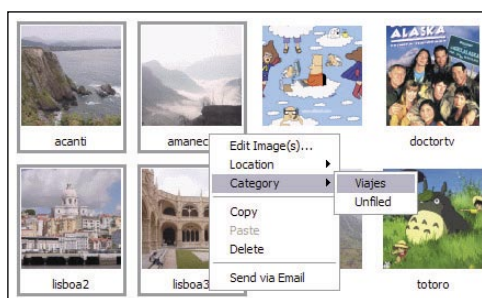 ALASKA
acanti
amanec
doctortv
Edit Image(s)...
Location
Category
Viajes
Unfiled
Copy
Paste
Delete
Send via Email
lisboa2
lisboa3
totoro